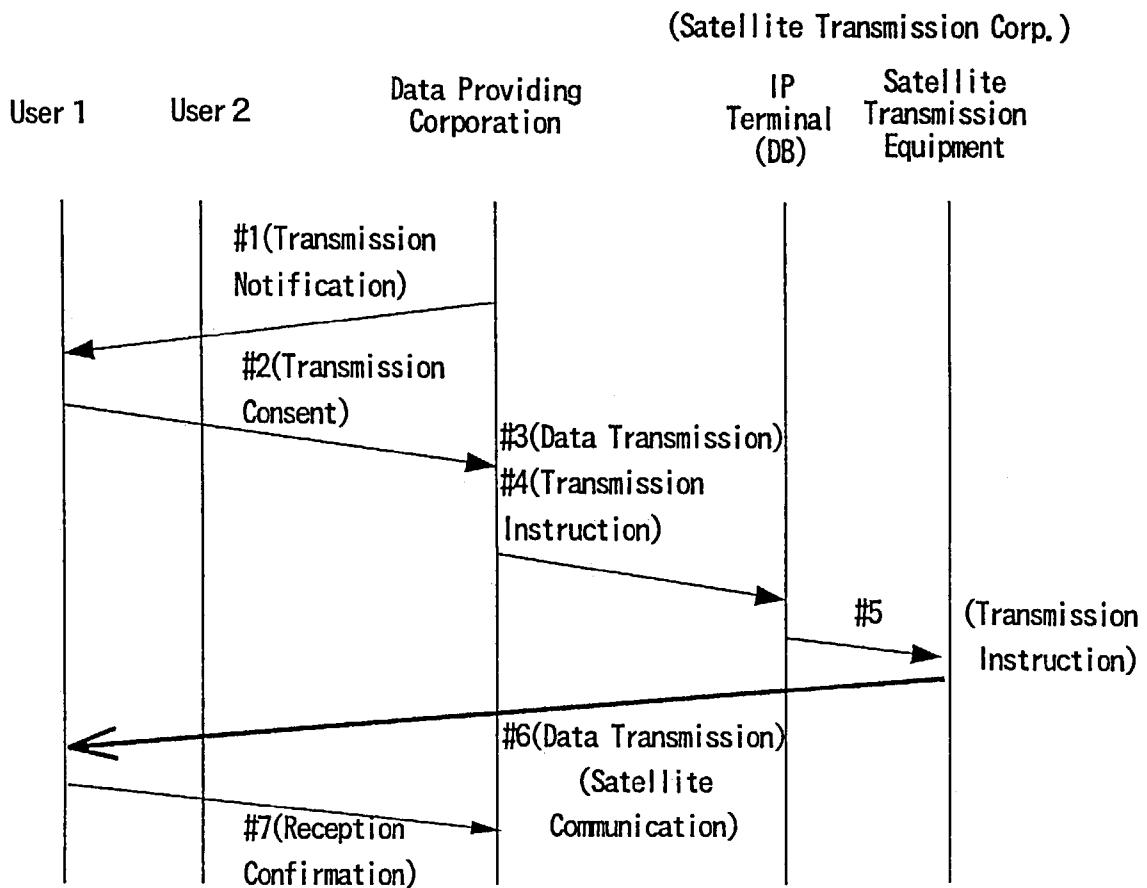 (Satellite Transmission Corp.)
User 1
User 2
Data Providing
Corporation
IP
Terminal
(DB)
Satellite
Transmission
Equipment
#1(Transmission
Notification)
#2(Transmission
Consent)
#3(Data Transmission)
#4(Transmission
Instruction)
#5
(Transmission
Instruction)
#6(Data Transmission)
(Satellite
Communication)
#7(Reception
Confirmation)